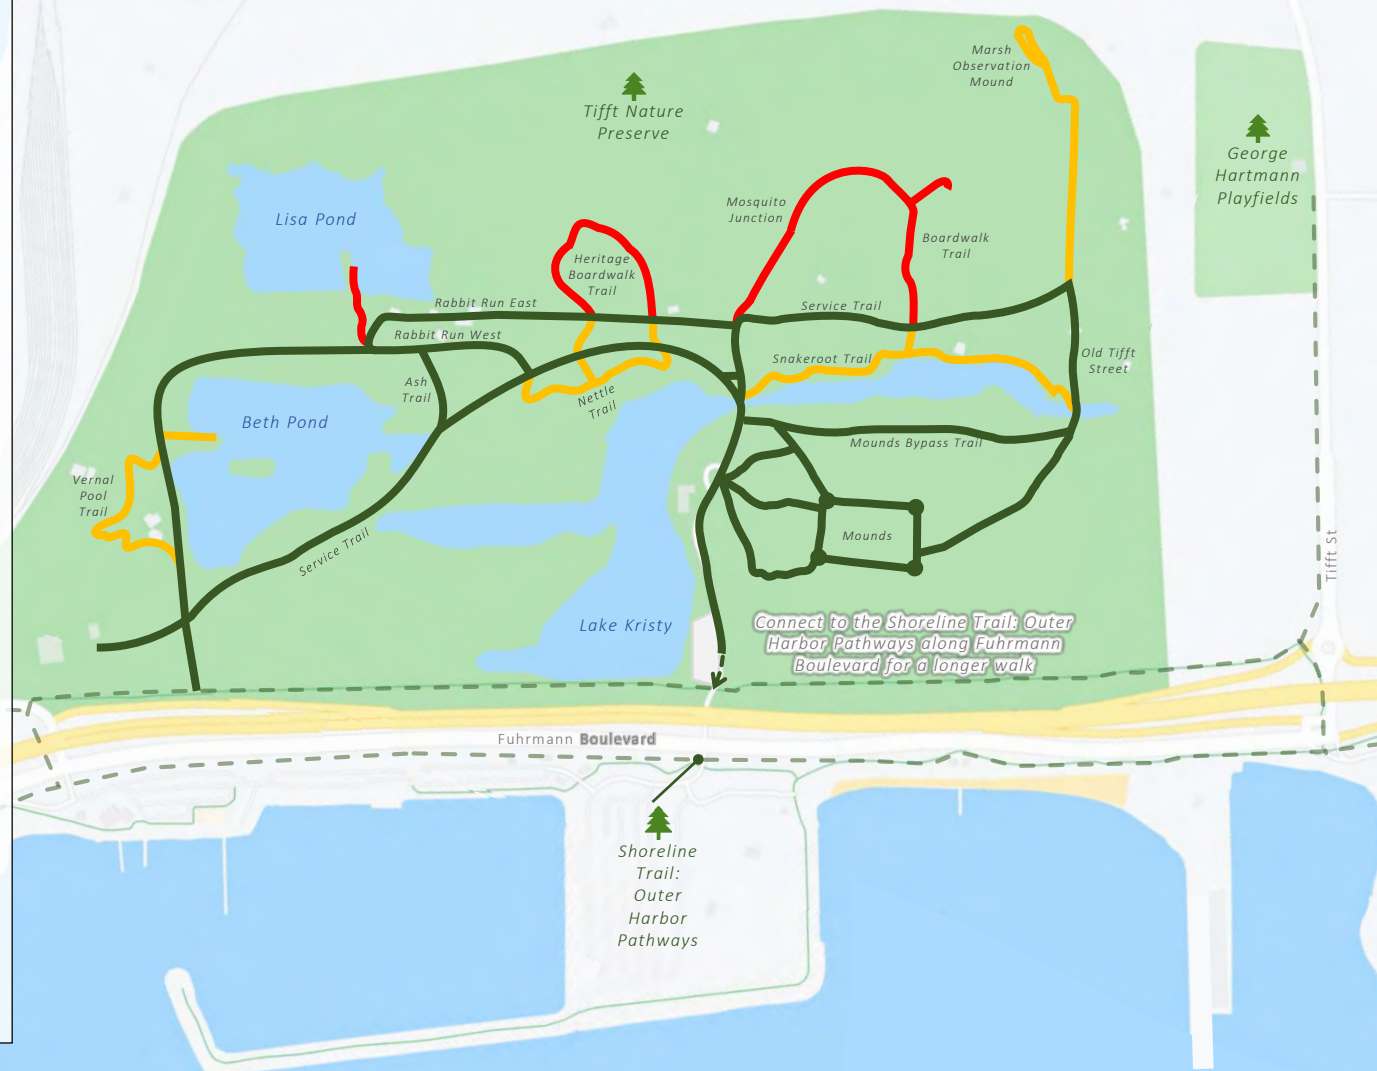 Marsh
Observation
Mound
Tifft Nature
Preserve
George
Hartmann
Playfields
Lisa Pond
Mosquito
Junction
Boardwalk
Trail
Heritage
Boardwalk
Trail
Rabbit Run East
Service Trail
Rabbit Run West
Snakeroot Trail
Old Tifft
Street
Ash
Trail
Nettle
Trail
Beth Pond
Mounds Bypass Trail
Vernal
Pool
Trail
Service Trail
Mounds
Tifft St
Lake Kristy
Connect to the Shoreline Trail: Outer
Harbor Pathways along Fuhrmann
Boulevard for a longer walk
Fuhrmann Boulevard
Shoreline
Trail:
Outer
Harbor
Pathways